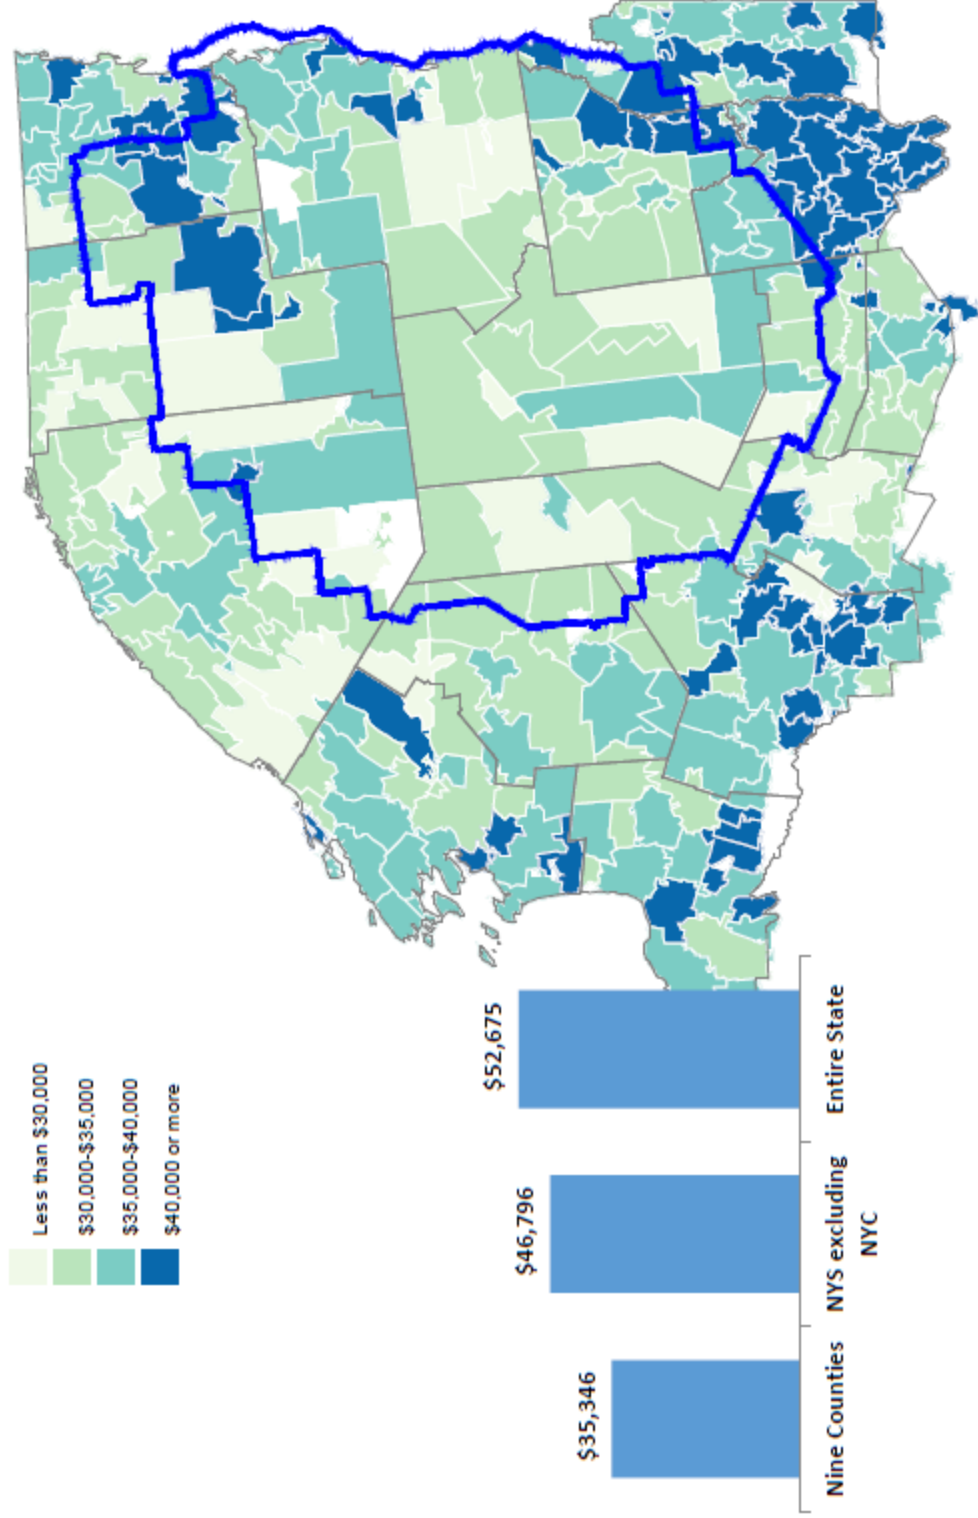 Less than $30,000
$30,000-$35,000
$35,000-$40,000
$40,000 or more
$35,346
$46,796
$52,675
Nine Counties
NYS excluding
NYC
Entire State